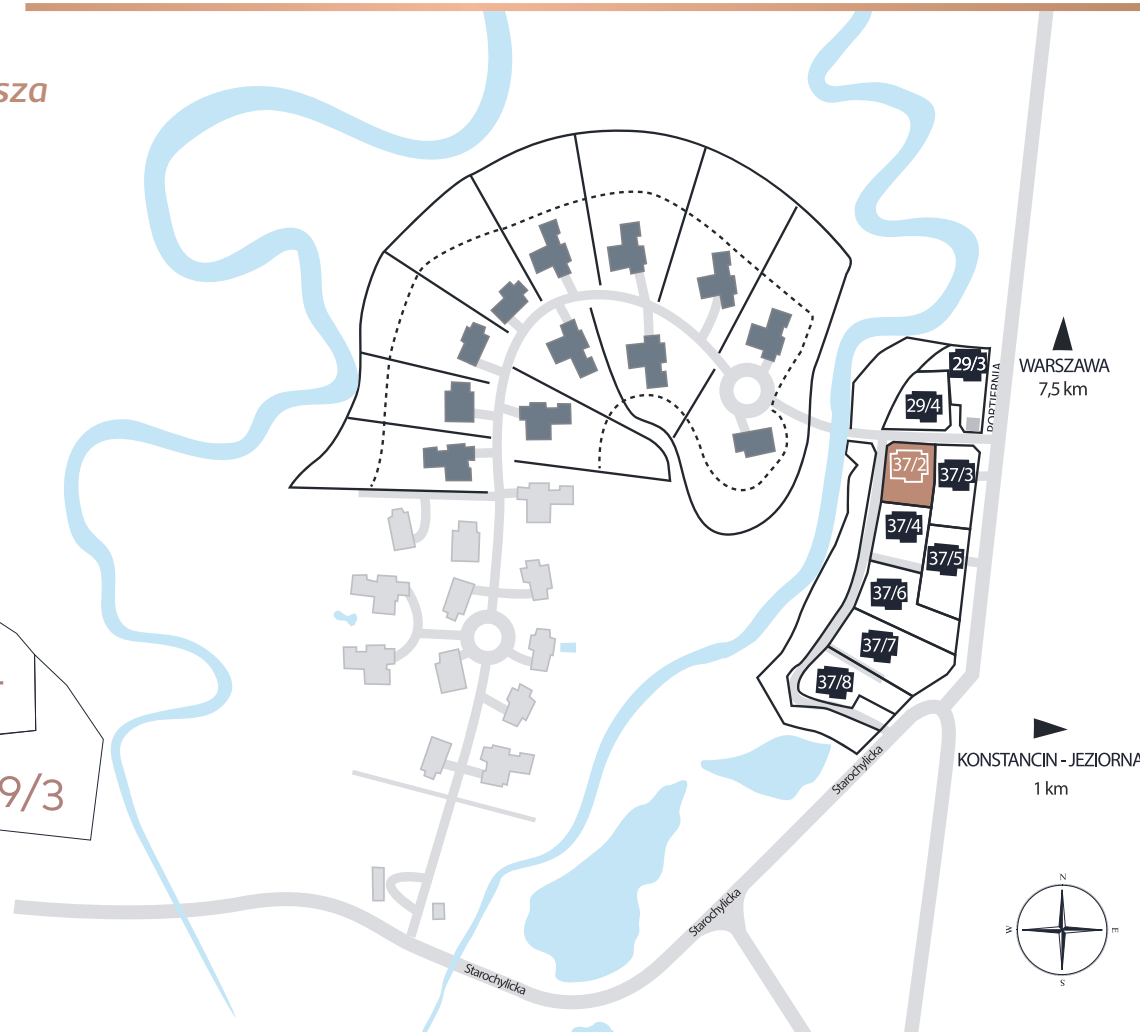 sza
29/3
WARSZAWA
7,5 km
PORTIERNIA
29/4
37/2
37/3
37/4
37/5
37/6
37/7
37/8
KONSTANCIN - JEZIORNA
1 km
Starochylicka
9/3
Starochylicka
Starochylicka
N
W
E
S